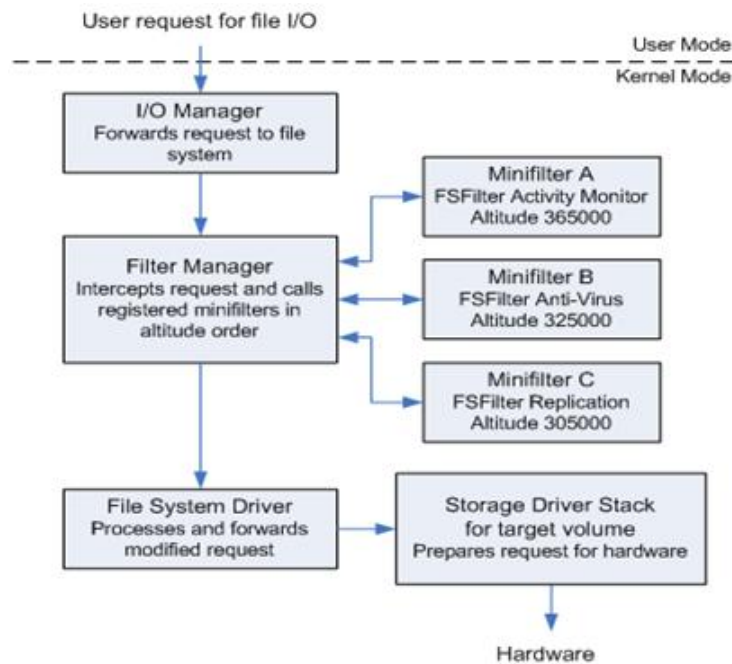 User request for file I/O
User Mode
Kernel Mode
I/O Manager
Forwards request to file
system
Minifilter A
FSFilter Activity Monitor
Altitude 365000
Filter Manager
Intercepts request and calls
registered minifilters in
altitude order
Minifilter B
FSFilter Anti-Virus
Altitude 325000
Minifilter C
FSFilter Replication
Altitude 305000
File System Driver
Processes and forwards
modified request
Storage Driver Stack
for target volume
Prepares request for hardware
Hardware